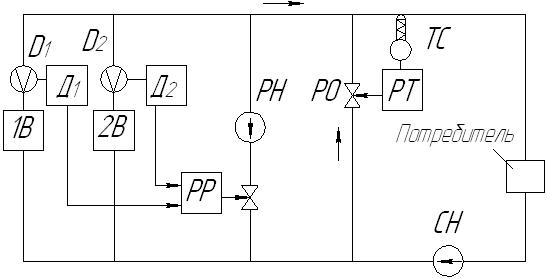 D1
D2
ТС
Д1
Д2
РН
РО
РТ
1В
2В
Потребитель
РР
СН